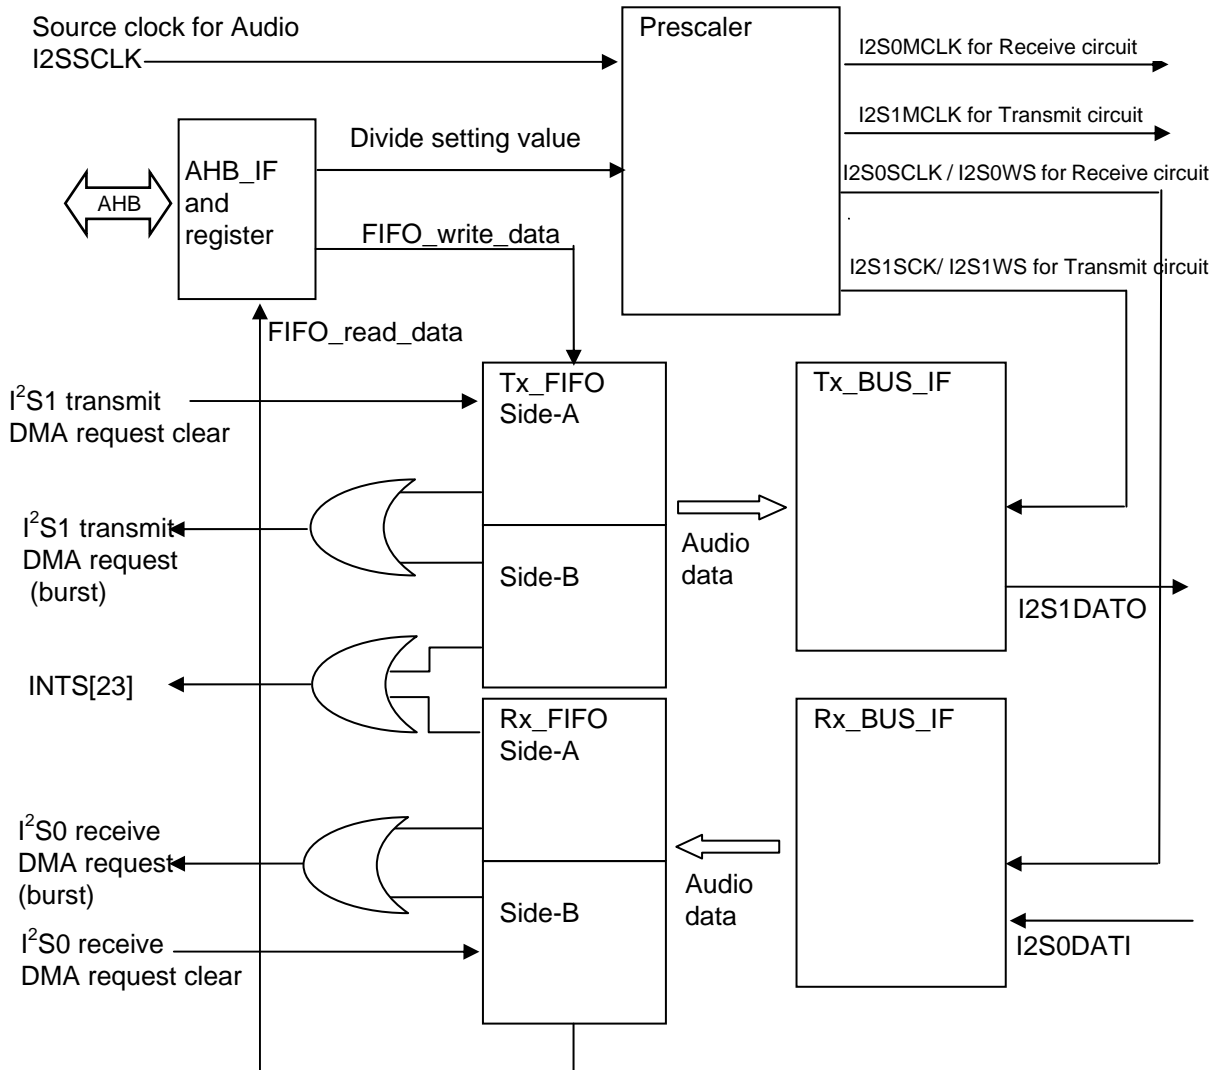 Source clock for Audio
I2SSCLK
Prescaler
I2S0MCLK for Receive circuit
I2S1MCLK for Transmit circuit
Divide setting value
AHB_IF
and
register
AHB
I2S0SCLK / I2S0WS for Receive circuit
.
FIFO_write_data
I2S1SCK/ I2S1WS for Transmit circuit
FIFO_read_data
I²S1 transmit
DMA request clear
Tx_FIFO
Side-A
Tx_BUS_IF
I²S1 transmit
DMA request
(burst)
Audio
data
Side-B
I2S1DATO
INTS[23]
Rx_FIFO
Side-A
Rx_BUS_IF
I²S0 receive
DMA request
(burst)
Audio
data
Side-B
I²S0 receive
DMA request clear
I2S0DATI